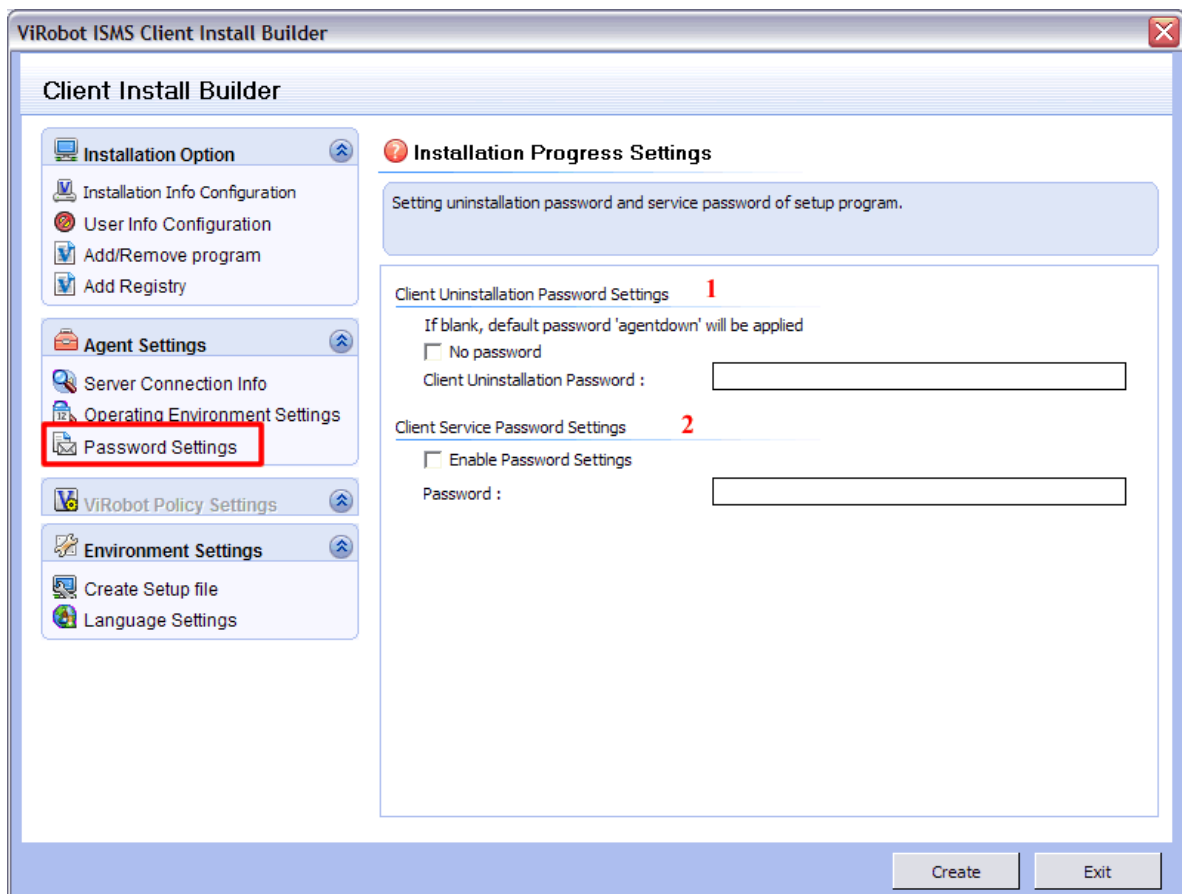 ViRobot ISMS Client Install Builder
Client Install Builder
Installation Option
Installation Info Configuration
User Info Configuration
Add/Remove program
Add Registry
Agent Settings
Server Connection Info
Operating Environment Settings
Password Settings
ViRobot Policy Settings
Environment Settings
Create Setup file
Language Settings
Installation Progress Settings
Setting uninstallation password and service password of setup program.
Client Uninstallation Password Settings 1
If blank, default password 'agentdown' will be applied
No password
Client Uninstallation Password :
Client Service Password Settings 2
Enable Password Settings
Password :
Create Exit